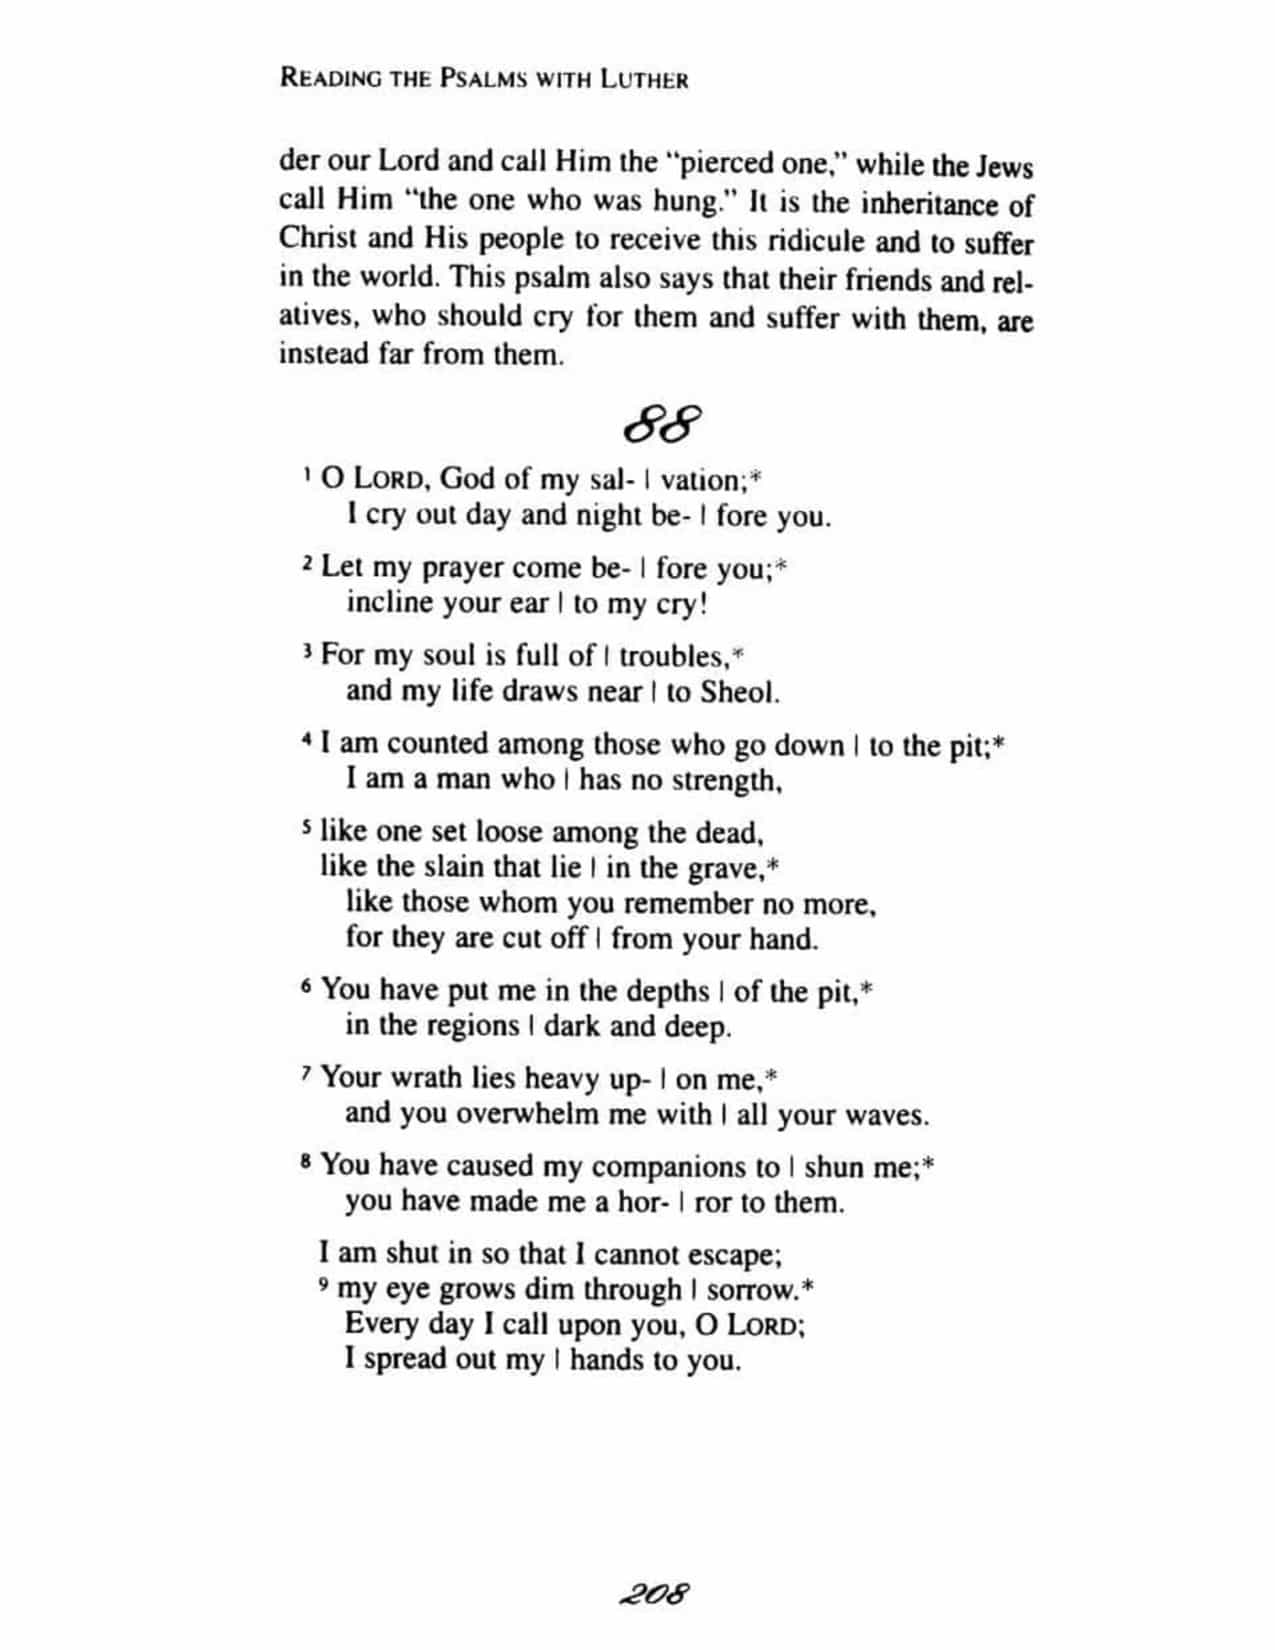 READING THE PSALMS WITH LUTHER
der our Lord and call Him the “pierced one,” while the Jews
call Him “the one who was hung.” It is the inheritance of
Christ and His people to receive this ridicule and to suffer
in the world. This psalm also says that their friends and rel-
atives, who should cry for them and suffer with them, are
instead far from them.
88
1 O LORD, God of my sal- | vation;*
I cry out day and night be- | fore you.
2 Let my prayer come be- | fore you;*
incline your ear | to my cry!
3 For my soul is full of | troubles,*
and my life draws near | to Sheol.
4 I am counted among those who go down | to the pit;*
I am a man who | has no strength,
5 like one set loose among the dead,
like the slain that lie | in the grave,*
like those whom you remember no more,
for they are cut off | from your hand.
6 You have put me in the depths | of the pit,*
in the regions | dark and deep.
7 Your wrath lies heavy up- | on me,*
and you overwhelm me with | all your waves.
8 You have caused my companions to | shun me;*
you have made me a hor- | ror to them.
I am shut in so that I cannot escape;
9 my eye grows dim through | sorrow.*
Every day I call upon you, O LORD;
I spread out my | hands to you.
208